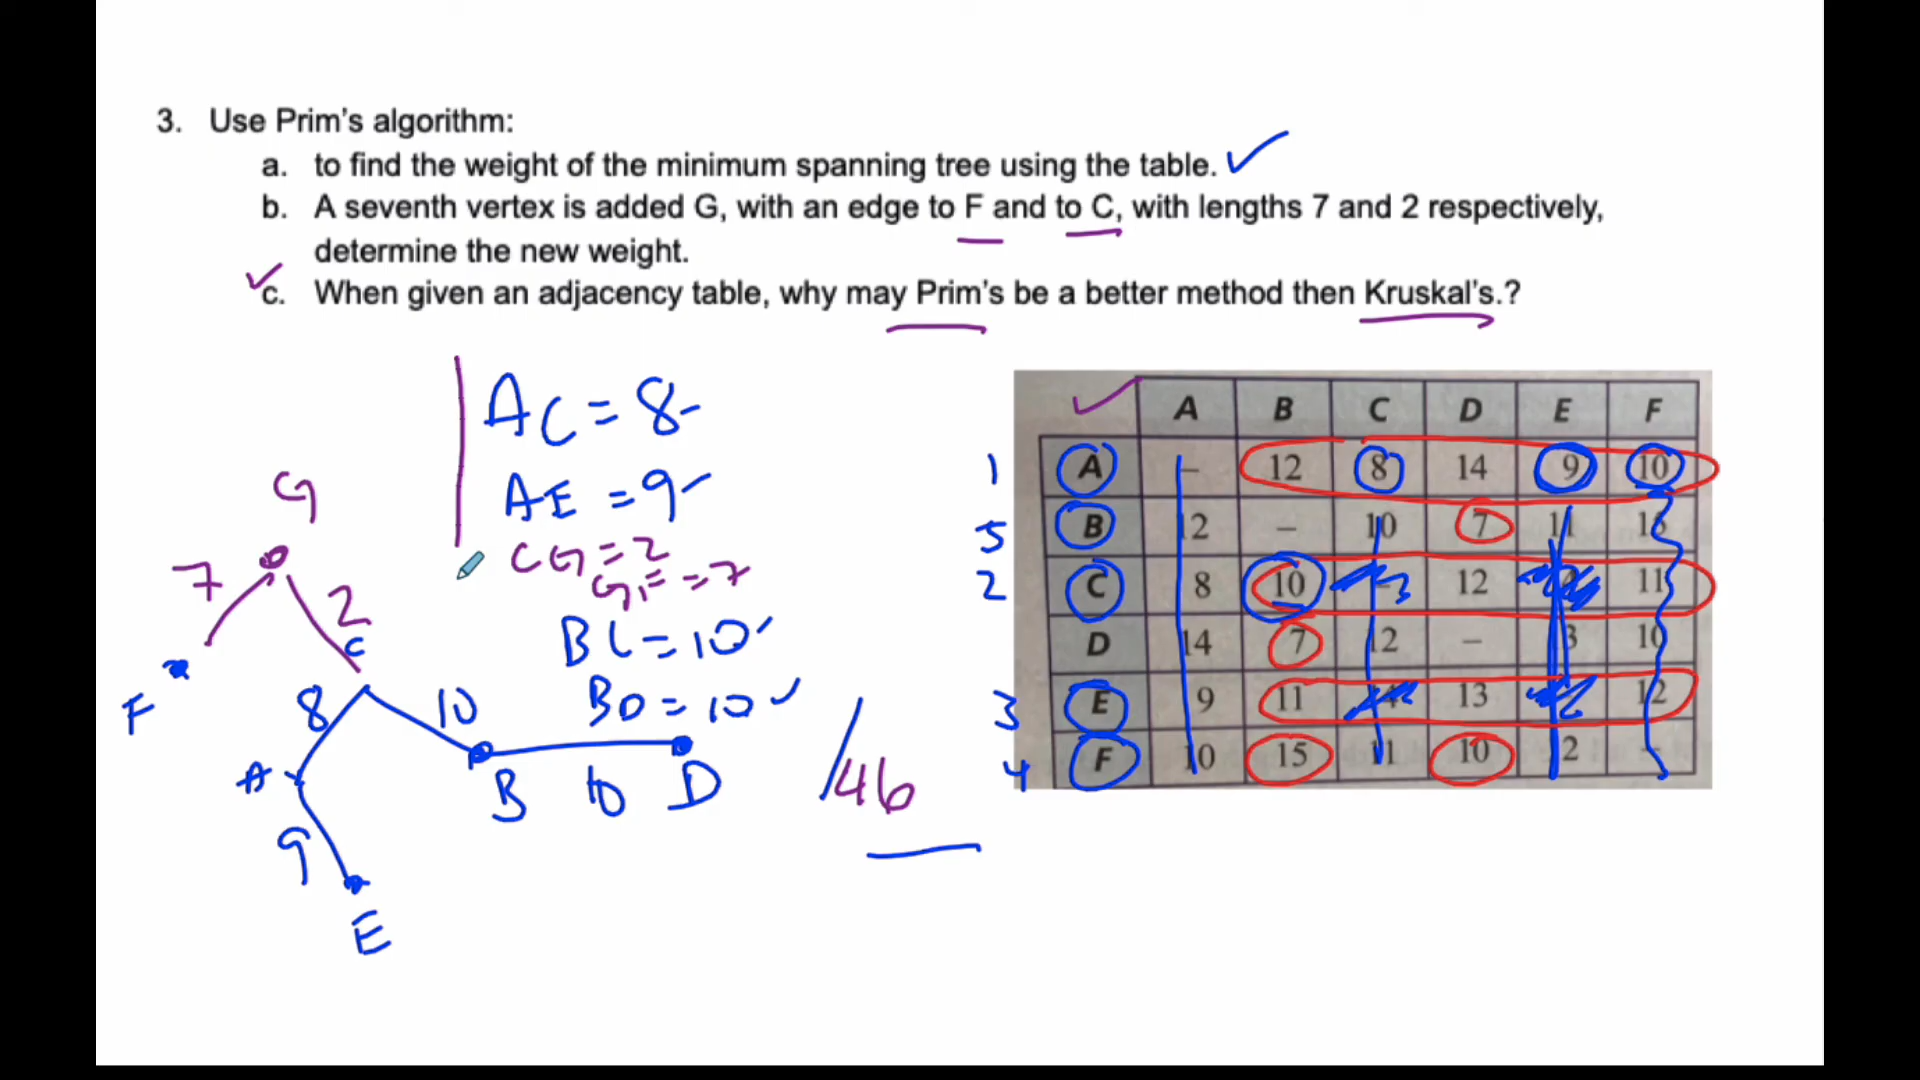 3. Use Prim's algorithm:
a. to find the weight of the minimum spanning tree using the table.
b. A seventh vertex is added G, with an edge to F and to C, with lengths 7 and 2 respectively,
determine the new weight.
c. When given an adjacency table, why may Prim's be a better method then Kruskal's.?
AC = 8
AE = 9
CG = 2
GF = 7
BC = 10
BD = 10
46
G
7
2
C
F
8
10
A
B
10
D
9
E
A B C D E F
1 A – 12 8 14 9 10
5 B 12 – 10 7 11 15
2 C 8 10 – 12 11
D 14 7 12 – 13 10
3 E 9 11 13 12
4 F 10 15 11 10 12 –